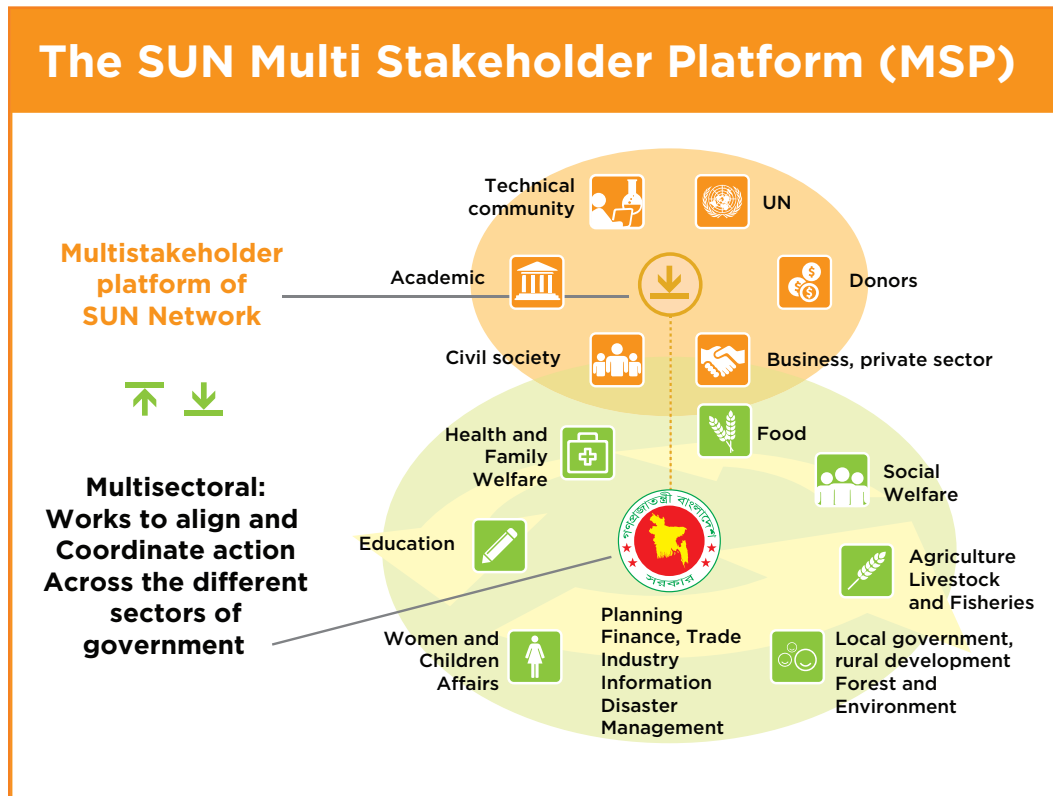 The SUN Multi Stakeholder Platform (MSP)
Technical
community
UN
Multistakeholder
platform of
SUN Network
Academic
Donors
$
$
$
Civil society
Business, private sector
Health and
Family
Welfare
Food
Social
Welfare
Multisectoral:
Works to align and
Coordinate action
Across the different
sectors of
government
Education
গণপ্রজাতন্ত্রী বাংলাদেশ
সরকার
Agriculture
Livestock
and Fisheries
Women and
Children
Affairs
Planning
Finance, Trade
Industry
Information
Disaster
Management
Local government,
rural development
Forest and
Environment